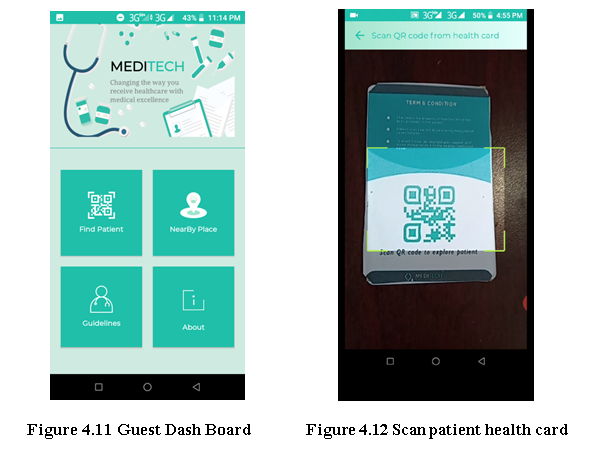 3G 43% 11:14 PM
MEDITECH
Changing the way you
receive healthcare with
medical excellence
Find Patient
NearBy Place
Guidelines
About
Figure 4.11 Guest Dash Board
3G 3G 50% 4:55 PM
Scan QR code from health card
TERM & CONDITION
Scan QR code to explore patient
MEDITECH
Figure 4.12 Scan patient health card